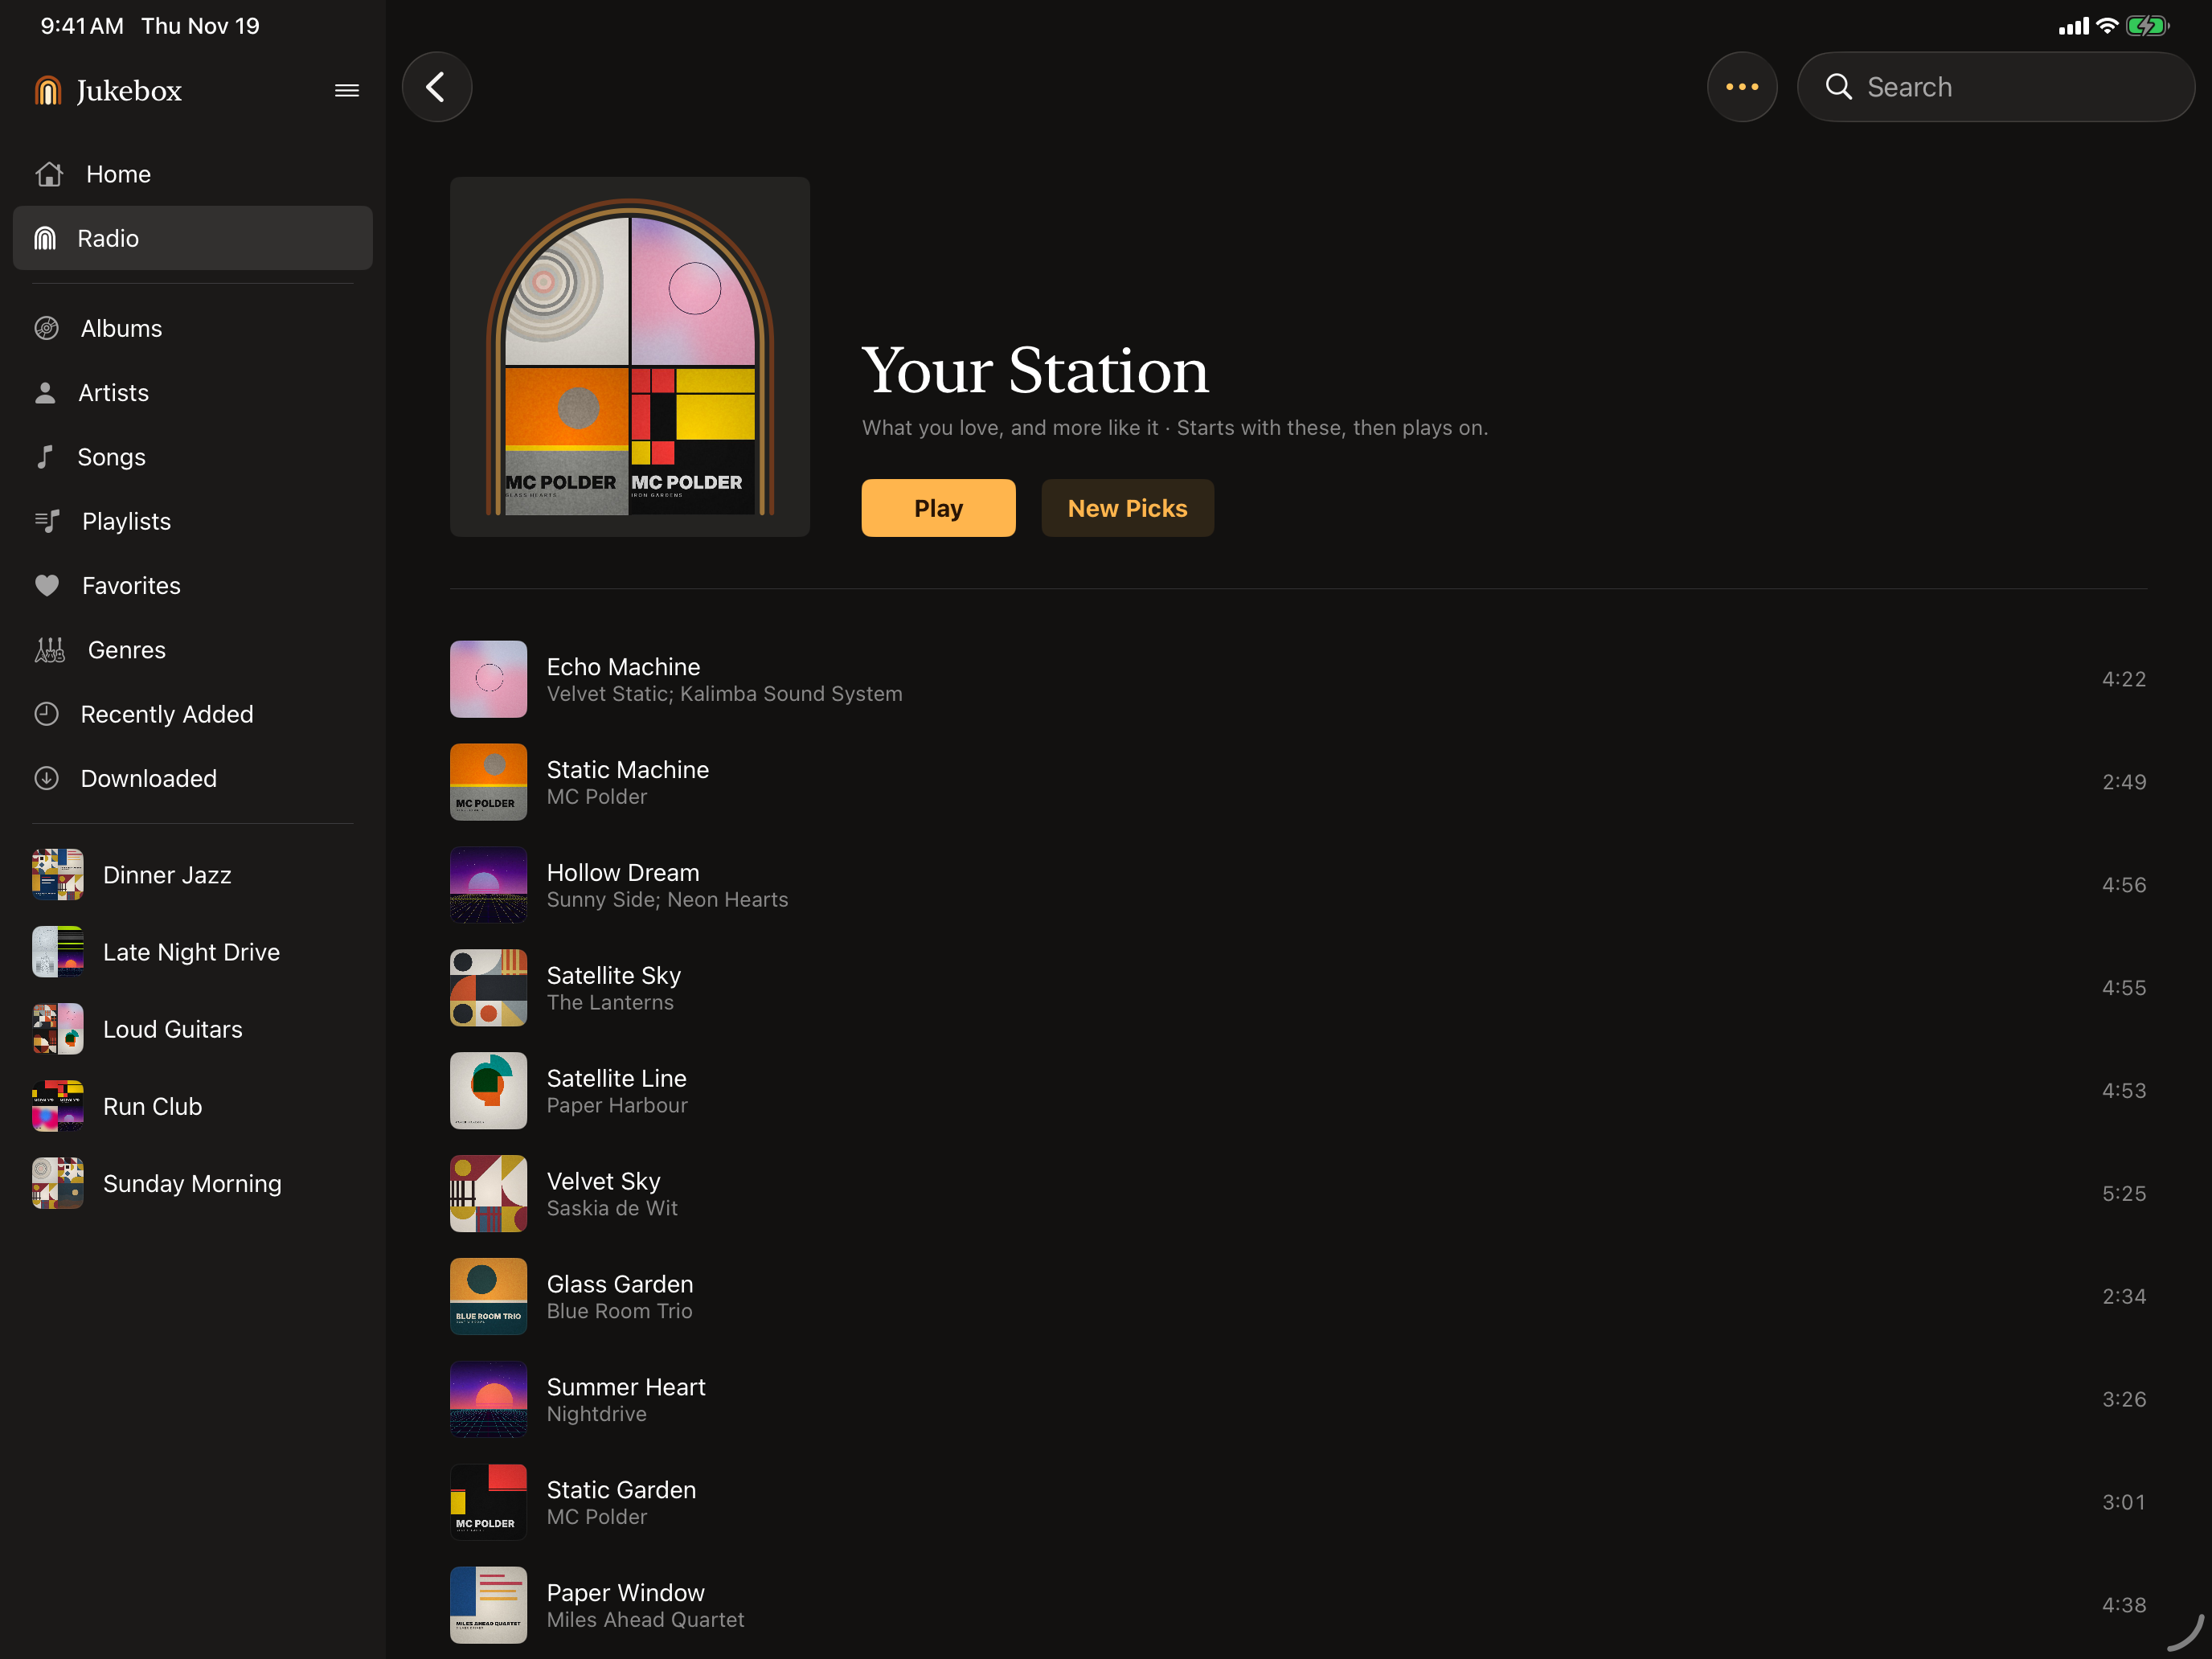 9:41 AM Thu Nov 19
Jukebox
Home
Radio
Albums
Artists
Songs
Playlists
Favorites
Genres
Recently Added
Downloaded
Dinner Jazz
Late Night Drive
Loud Guitars
Run Club
Sunday Morning
Search
MC POLDER
GLASS HEARTS
MC POLDER
IRON GARDENS
Your Station
What you love, and more like it · Starts with these, then plays on.
Play
New Picks
Echo Machine
Velvet Static; Kalimba Sound System
4:22
MC POLDER
Static Machine
MC Polder
2:49
Hollow Dream
Sunny Side; Neon Hearts
4:56
Satellite Sky
The Lanterns
4:55
Satellite Line
Paper Harbour
4:53
Velvet Sky
Saskia de Wit
5:25
BLUE ROOM TRIO
Glass Garden
Blue Room Trio
2:34
Summer Heart
Nightdrive
3:26
MC POLDER
Static Garden
MC Polder
3:01
MILES AHEAD QUARTET
Paper Window
Miles Ahead Quartet
4:38